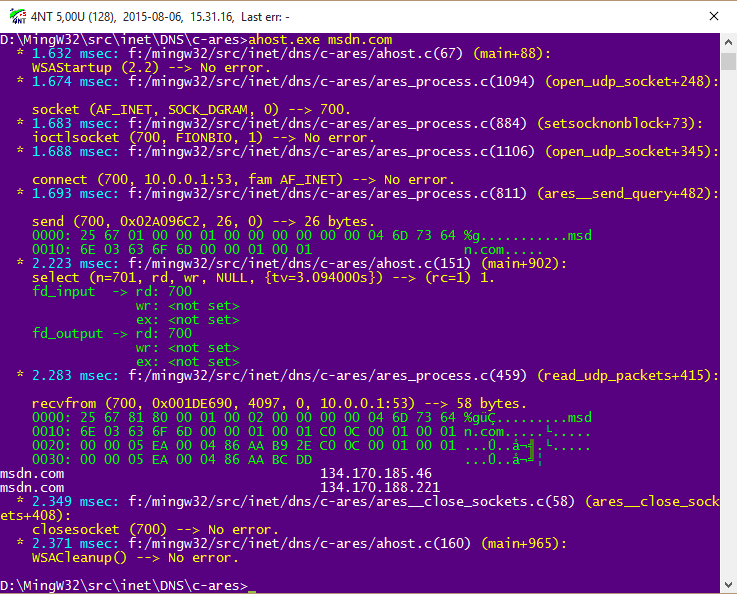 4NT 5,00U (128), 2015-08-06, 15.31.16, Last err: -
D:\MingW32\src\inet\DNS\c-ares>ahost.exe msdn.com
* 1.632 msec: f:/mingw32/src/inet/dns/c-ares/ahost.c(67) (main+88):
WSAStartup (2.2) --> No error.
* 1.674 msec: f:/mingw32/src/inet/dns/c-ares/ares_process.c(1094) (open_udp_socket+248):
socket (AF_INET, SOCK_DGRAM, 0) --> 700.
* 1.683 msec: f:/mingw32/src/inet/dns/c-ares/ares_process.c(884) (setsocknonblock+73):
ioctlsocket (700, FIONBIO, 1) --> No error.
* 1.688 msec: f:/mingw32/src/inet/dns/c-ares/ares_process.c(1106) (open_udp_socket+345):
connect (700, 10.0.0.1:53, fam AF_INET) --> No error.
* 1.693 msec: f:/mingw32/src/inet/dns/c-ares/ares_process.c(811) (ares__send_query+482):
send (700, 0x02A096C2, 26, 0) --> 26 bytes.
0000: 25 67 01 00 00 01 00 00 00 00 00 00 04 6D 73 64 %g...........msd
0010: 6E 03 63 6F 6D 00 00 01 00 01 n.com.....
* 2.223 msec: f:/mingw32/src/inet/dns/c-ares/ahost.c(151) (main+902):
select (n=701, rd, wr, NULL, {tv=3.094000s}) --> (rc=1) 1.
fd_input -> rd: 700
wr: <not set>
ex: <not set>
fd_output -> rd: 700
wr: <not set>
ex: <not set>
* 2.283 msec: f:/mingw32/src/inet/dns/c-ares/ares_process.c(459) (read_udp_packets+415):
recvfrom (700, 0x001DE690, 4097, 0, 10.0.0.1:53) --> 58 bytes.
0000: 25 67 81 80 00 01 00 02 00 00 00 00 04 6D 73 64 %güÇ.........msd
0010: 6E 03 63 6F 6D 00 00 01 00 01 C0 0C 00 01 00 01 n.com.....└.....
0020: 00 00 05 EA 00 04 86 AA B9 2E C0 0C 00 01 00 01 ...Û..å¬╣.└.....
0030: 00 00 05 EA 00 04 86 AA BC DD ...Û..å¬╝¦
msdn.com 134.170.185.46
msdn.com 134.170.188.221
* 2.349 msec: f:/mingw32/src/inet/dns/c-ares/ares__close_sockets.c(58) (ares__close_sock
ets+408):
closesocket (700) --> No error.
* 2.371 msec: f:/mingw32/src/inet/dns/c-ares/ahost.c(160) (main+965):
WSACleanup() --> No error.
D:\MingW32\src\inet\DNS\c-ares>_